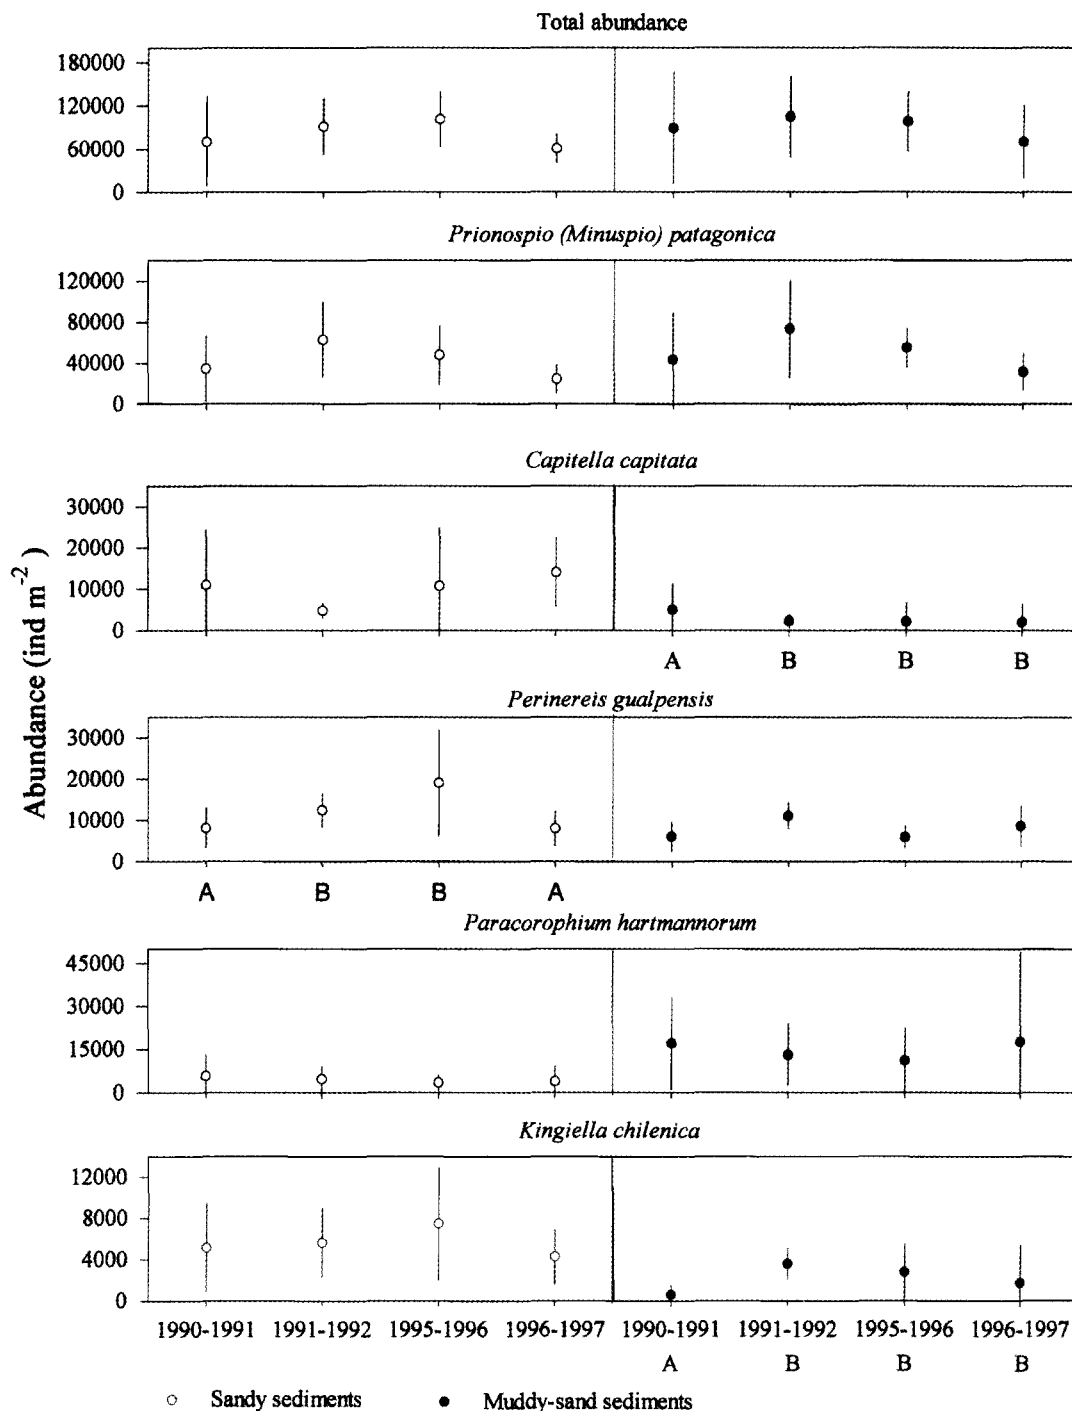 Total abundance
180000
120000
60000
0
Prionospio (Minuspio) patagonica
120000
80000
40000
0
Capitella capitata
30000
20000
10000
0
A B B B
Perinereis gualpensis
30000
20000
10000
0
A B B A
Paracorophium hartmannorum
45000
30000
15000
0
Kingiella chilenica
12000
8000
4000
0
Abundance (ind m⁻²)
1990-1991 1991-1992 1995-1996 1996-1997 1990-1991 1991-1992 1995-1996 1996-1997
A B B B
○ Sandy sediments ● Muddy-sand sediments